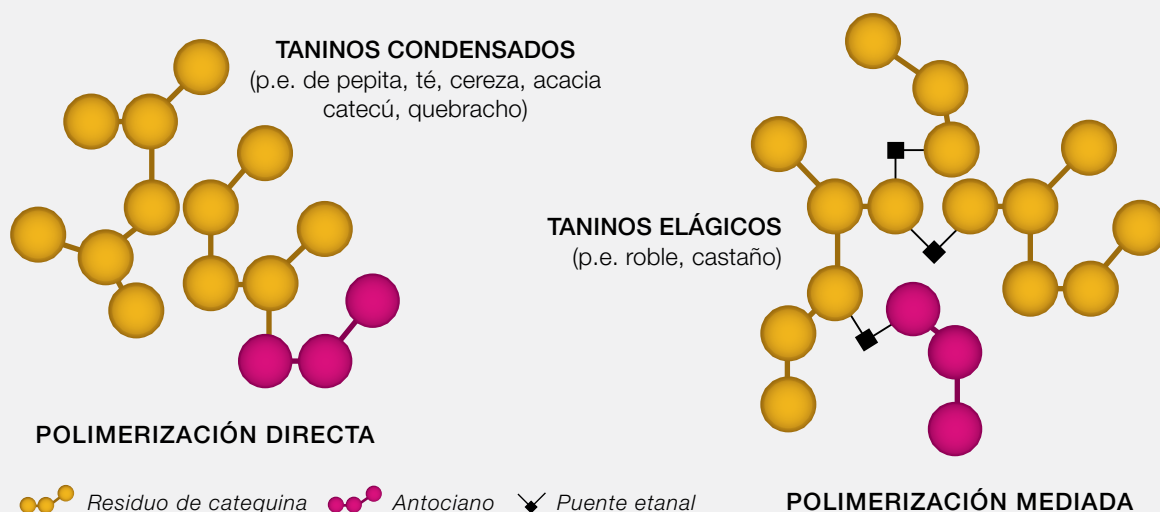 TANINOS CONDENSADOS
(p.e. de pepita, té, cereza, acacia
catecú, quebracho)
TANINOS ELÁGICOS
(p.e. roble, castaño)
POLIMERIZACIÓN DIRECTA
Residuo de catequina
Antociano
Puente etanal
POLIMERIZACIÓN MEDIADA